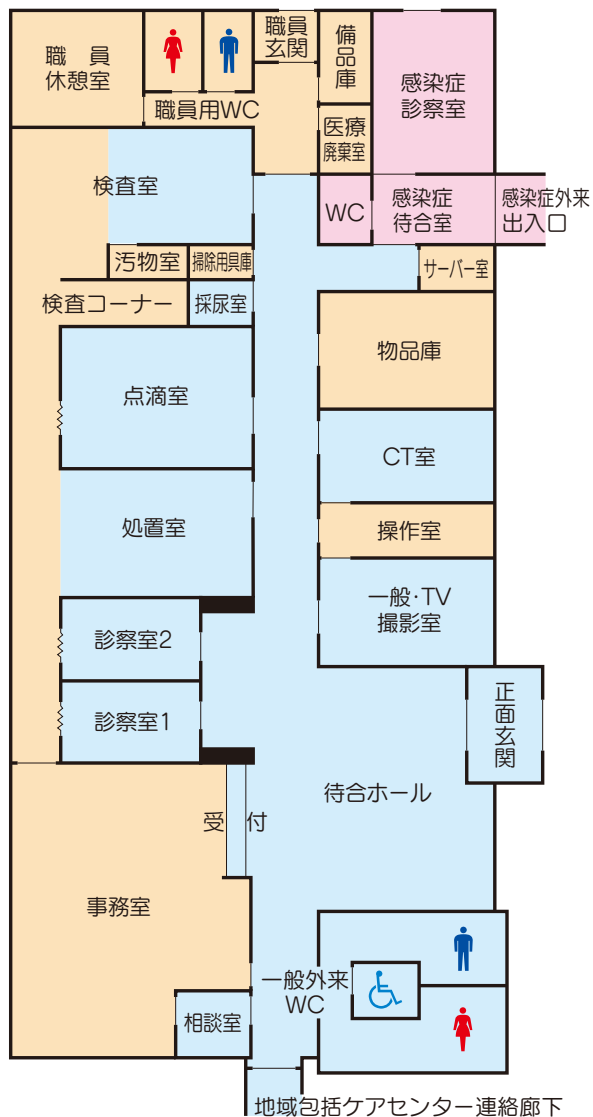 職員
休憩室
職員用WC
職員
玄関
備品庫
医療
廃棄室
感染症
診察室
検査室
WC
感染症
待合室
感染症外来
出入口
汚物室
掃除用具庫
サーバー室
検査コーナー
採尿室
物品庫
点滴室
CT室
処置室
操作室
一般・TV
撮影室
診察室2
診察室1
正面玄関
待合ホール
受付
事務室
一般外来
WC
相談室
地域包括ケアセンター連絡廊下